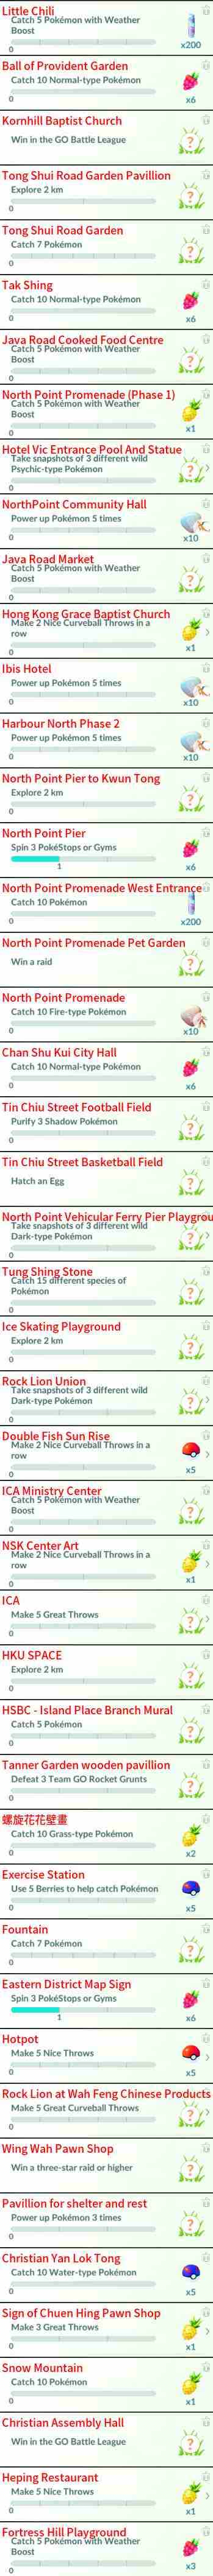 Little Chili
Catch 5 Pokémon with Weather
Boost
0
x200
Ball of Provident Garden
Catch 10 Normal-type Pokémon
0
x6
Kornhill Baptist Church
Win in the GO Battle League
?
Tong Shui Road Garden Pavillion
Explore 2 km
0
?
Tong Shui Road Garden
Catch 7 Pokémon
0
?
Tak Shing
Catch 10 Normal-type Pokémon
0
x6
Java Road Cooked Food Centre
Catch 5 Pokémon with Weather
Boost
0
?
North Point Promenade (Phase 1)
Catch 5 Pokémon with Weather
Boost
0
x1
Hotel Vic Entrance Pool And Statue
Take snapshots of 3 different wild
Psychic-type Pokémon
0
?
NorthPoint Community Hall
Power up Pokémon 5 times
0
x10
Java Road Market
Catch 5 Pokémon with Weather
Boost
0
?
Hong Kong Grace Baptist Church
Make 2 Nice Curveball Throws in a
row
0
x1
Ibis Hotel
Power up Pokémon 5 times
0
x10
Harbour North Phase 2
Power up Pokémon 5 times
0
x10
North Point Pier to Kwun Tong
Explore 2 km
0
?
North Point Pier
Spin 3 PokéStops or Gyms
1
x6
North Point Promenade West Entrance
Catch 10 Pokémon
0
x200
North Point Promenade Pet Garden
Win a raid
?
North Point Promenade
Catch 10 Fire-type Pokémon
0
x10
Chan Shu Kui City Hall
Catch 10 Normal-type Pokémon
0
x6
Tin Chiu Street Football Field
Purify 3 Shadow Pokémon
0
?
Tin Chiu Street Basketball Field
Hatch an Egg
?
North Point Vehicular Ferry Pier Playgrou
Take snapshots of 3 different wild
Dark-type Pokémon
0
?
Tung Shing Stone
Catch 15 different species of
Pokémon
0
?
Ice Skating Playground
Explore 2 km
0
?
Rock Lion Union
Take snapshots of 3 different wild
Dark-type Pokémon
0
?
Double Fish Sun Rise
Make 2 Nice Curveball Throws in a
row
0
x5
ICA Ministry Center
Catch 5 Pokémon with Weather
Boost
0
?
NSK Center Art
Make 2 Nice Curveball Throws in a
row
0
x1
ICA
Make 5 Great Throws
0
?
HKU SPACE
Explore 2 km
0
?
HSBC - Island Place Branch Mural
Catch 5 Pokémon
0
?
Tanner Garden wooden pavillion
Defeat 3 Team GO Rocket Grunts
0
?
螺旋花花壁畫
Catch 10 Grass-type Pokémon
0
x2
Exercise Station
Use 5 Berries to help catch Pokémon
0
x5
Fountain
Catch 7 Pokémon
0
?
Eastern District Map Sign
Spin 3 PokéStops or Gyms
1
x6
Hotpot
Make 5 Nice Throws
0
x5
Rock Lion at Wah Feng Chinese Products
Make 5 Great Curveball Throws
0
?
Wing Wah Pawn Shop
Win a three-star raid or higher
?
Pavillion for shelter and rest
Power up Pokémon 3 times
0
?
Christian Yan Lok Tong
Catch 10 Water-type Pokémon
0
x5
Sign of Chuen Hing Pawn Shop
Make 3 Great Throws
0
x1
Snow Mountain
Catch 10 Pokémon
0
x1
Christian Assembly Hall
Win in the GO Battle League
?
Heping Restaurant
Make 5 Nice Throws
0
x1
Fortress Hill Playground
Catch 5 Pokémon with Weather
Boost
0
x3